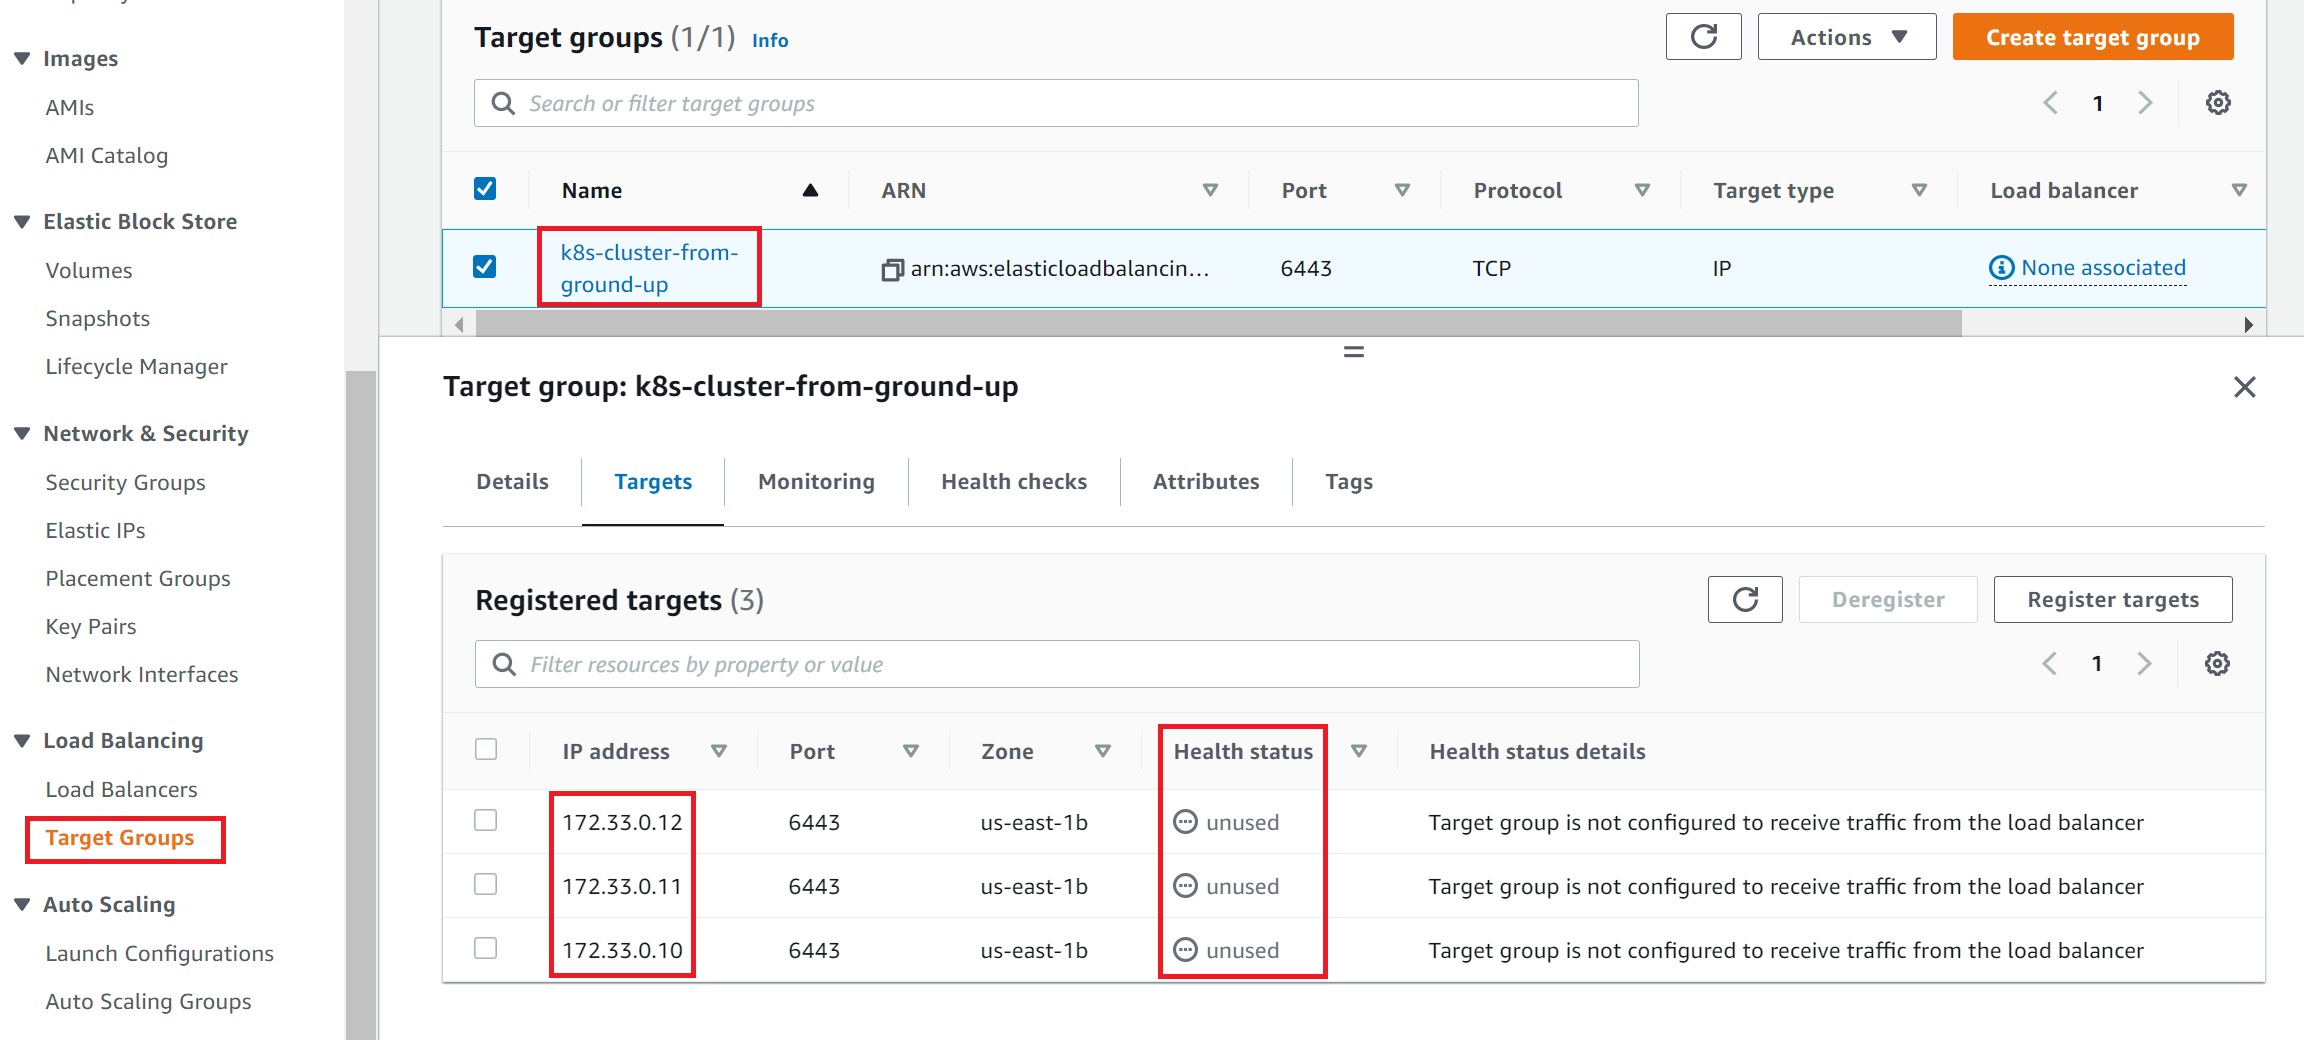 Images
AMIs
AMI Catalog
Elastic Block Store
Volumes
Snapshots
Lifecycle Manager
Network & Security
Security Groups
Elastic IPs
Placement Groups
Key Pairs
Network Interfaces
Load Balancing
Load Balancers
Target Groups
Auto Scaling
Launch Configurations
Auto Scaling Groups
Target groups (1/1) Info
Actions
Create target group
Search or filter target groups
1
Name ARN Port Protocol Target type Load balancer
k8s-cluster-from-
ground-up
arn:aws:elasticloadbalancin... 6443 TCP IP None associated
Target group: k8s-cluster-from-ground-up
Details Targets Monitoring Health checks Attributes Tags
Registered targets (3)
Deregister Register targets
Filter resources by property or value
1
IP address Port Zone Health status Health status details
172.33.0.12 6443 us-east-1b unused Target group is not configured to receive traffic from the load balancer
172.33.0.11 6443 us-east-1b unused Target group is not configured to receive traffic from the load balancer
172.33.0.10 6443 us-east-1b unused Target group is not configured to receive traffic from the load balancer